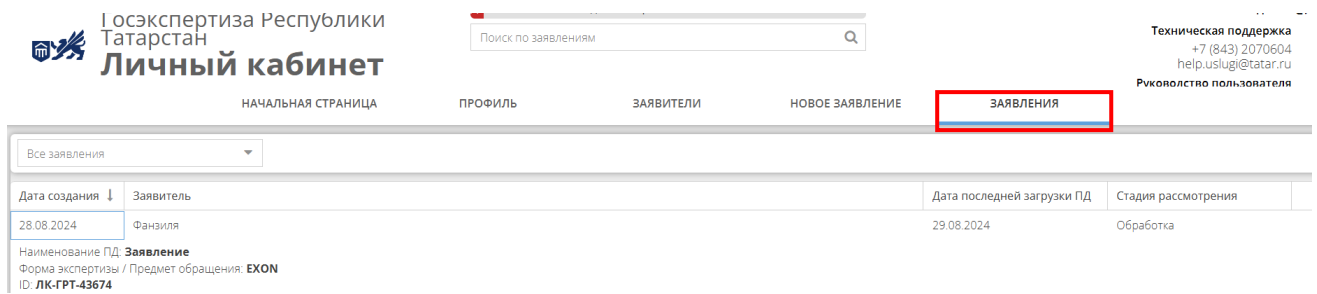 Госэкспертиза Республики
Татарстан
Личный кабинет
Поиск по заявлениям
Техническая поддержка
+7 (843) 2070604
help.uslugi@tatar.ru
Руководство пользователя
НАЧАЛЬНАЯ СТРАНИЦА ПРОФИЛЬ ЗАЯВИТЕЛИ НОВОЕ ЗАЯВЛЕНИЕ ЗАЯВЛЕНИЯ
Все заявления
Дата создания ↓ Заявитель Дата последней загрузки ПД Стадия рассмотрения
28.08.2024 Фанзиля 29.08.2024 Обработка
Наименование ПД: Заявление
Форма экспертизы / Предмет обращения: EXON
ID: ЛК-ГРТ-43674